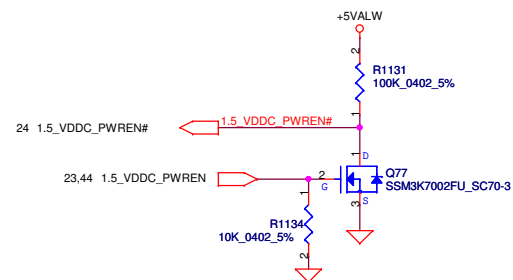 +5VALW
2
R1131
100K_0402_5%
1
24 1.5_VDDC_PWREN#
1.5_VDDC_PWREN#
1
D
23,44 1.5_VDDC_PWREN
2
G
Q77
SSM3K7002FU_SC70-3
3
S
1
R1134
10K_0402_5%
2